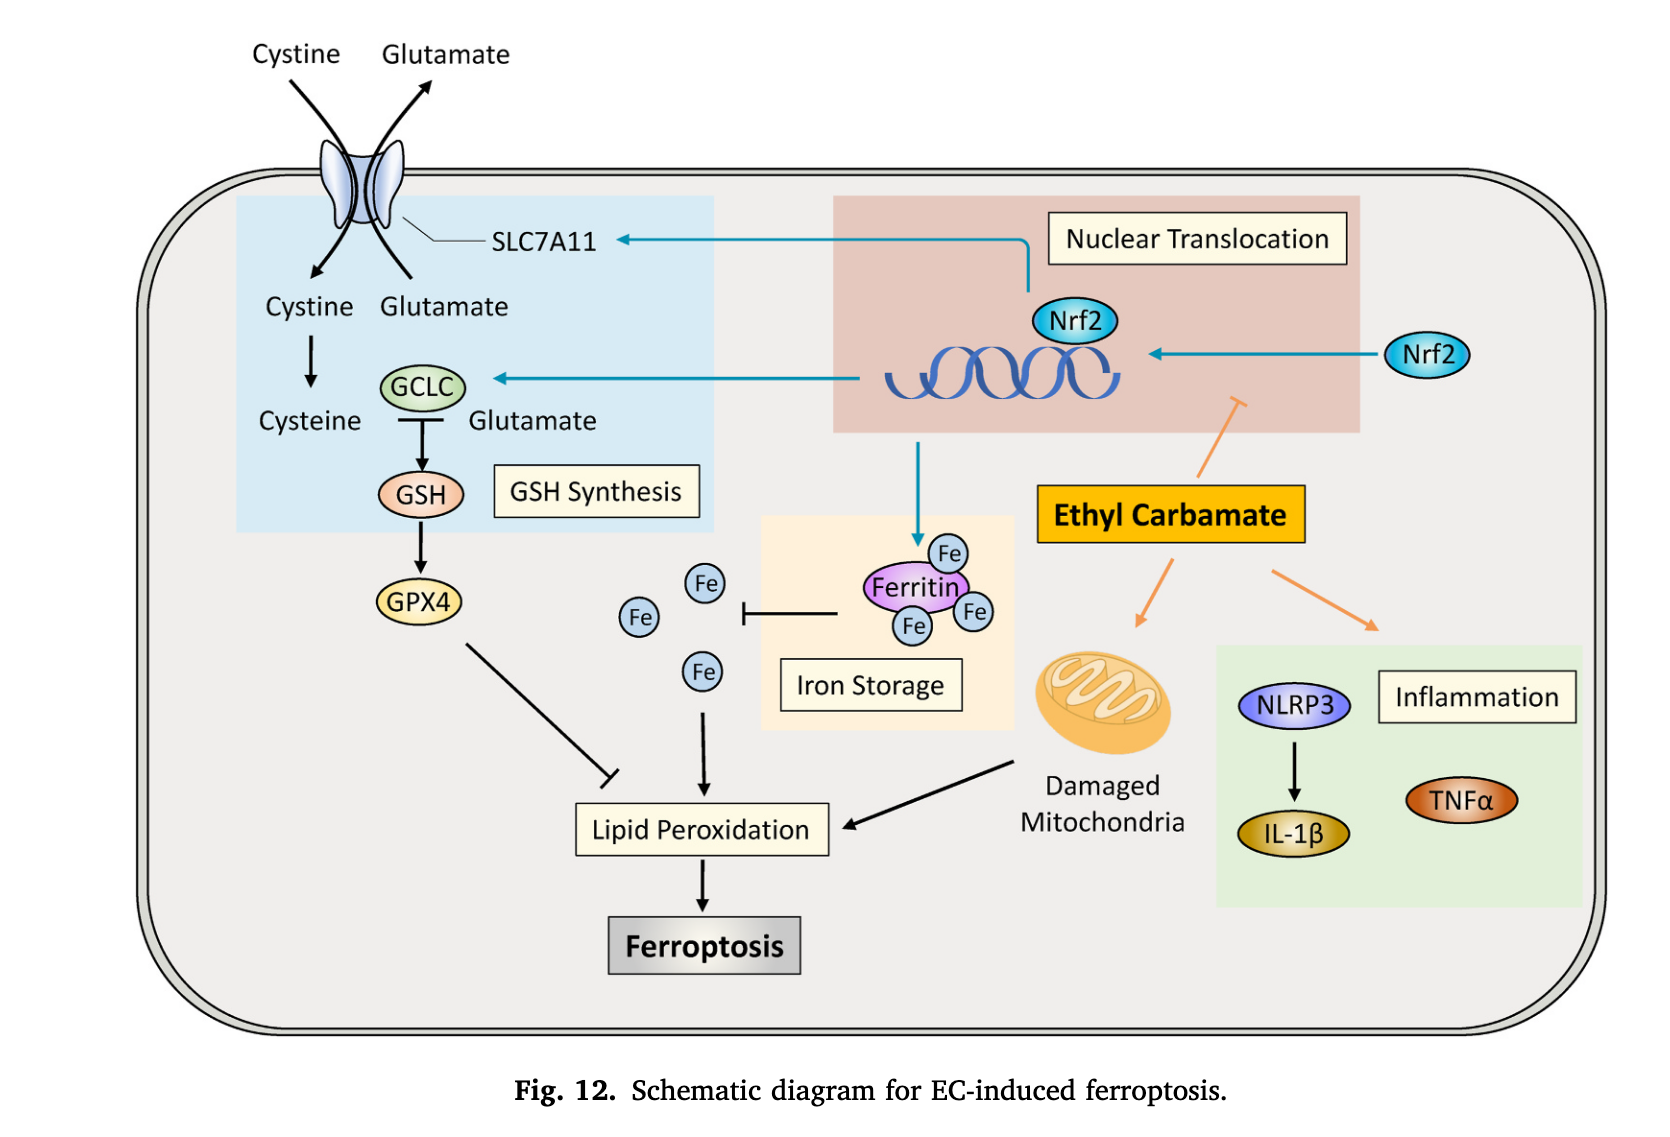 Cystine
Glutamate
SLC7A11
Nuclear Translocation
Cystine
Glutamate
Nrf2
Nrf2
GCLC
Cysteine
Glutamate
GSH
GSH Synthesis
Ethyl Carbamate
GPX4
Fe
Fe
Fe
Ferritin
Fe
Fe
Fe
Iron Storage
Damaged
Mitochondria
NLRP3
Inflammation
TNFα
IL-1β
Lipid Peroxidation
Ferroptosis
Fig. 12. Schematic diagram for EC-induced ferroptosis.